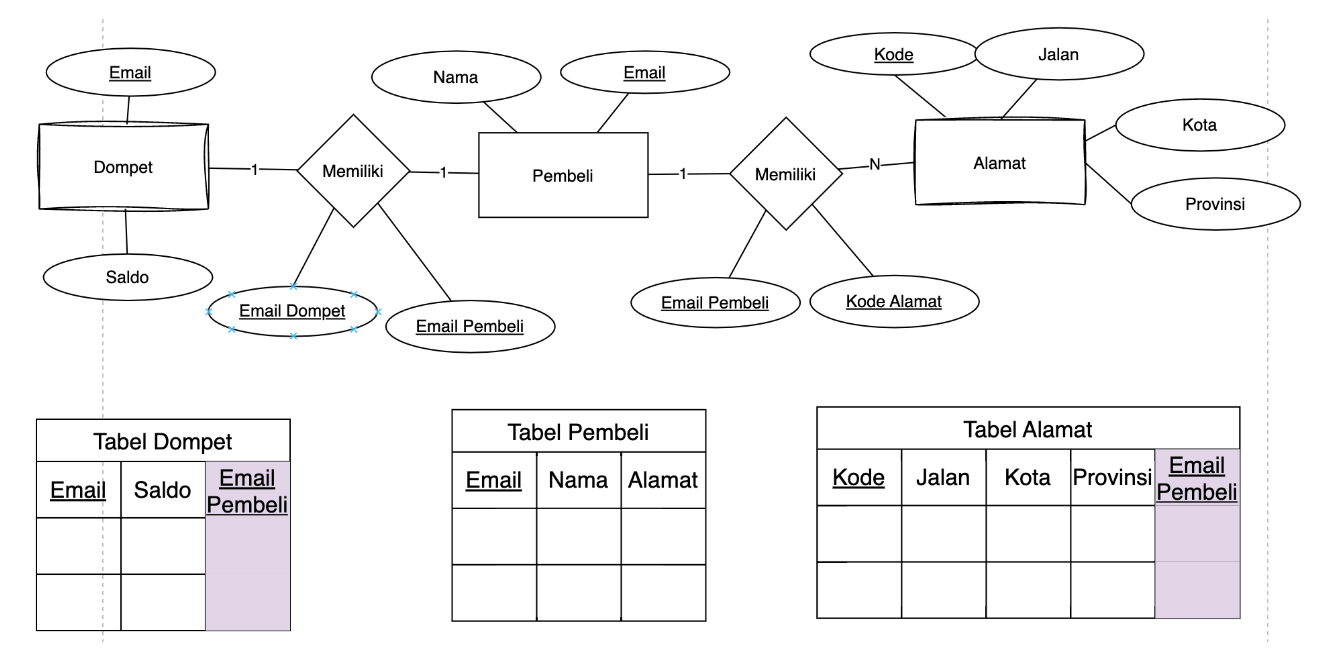 Email
Nama
Email
Kode
Jalan
Kota
Dompet
1
Memiliki
1
Pembeli
1
Memiliki
N
Alamat
Provinsi
Saldo
Email Dompet
Email Pembeli
Email Pembeli
Kode Alamat
Tabel Dompet
Email
Saldo
Email
Pembeli
Tabel Pembeli
Email
Nama
Alamat
Tabel Alamat
Kode
Jalan
Kota
Provinsi
Email
Pembeli